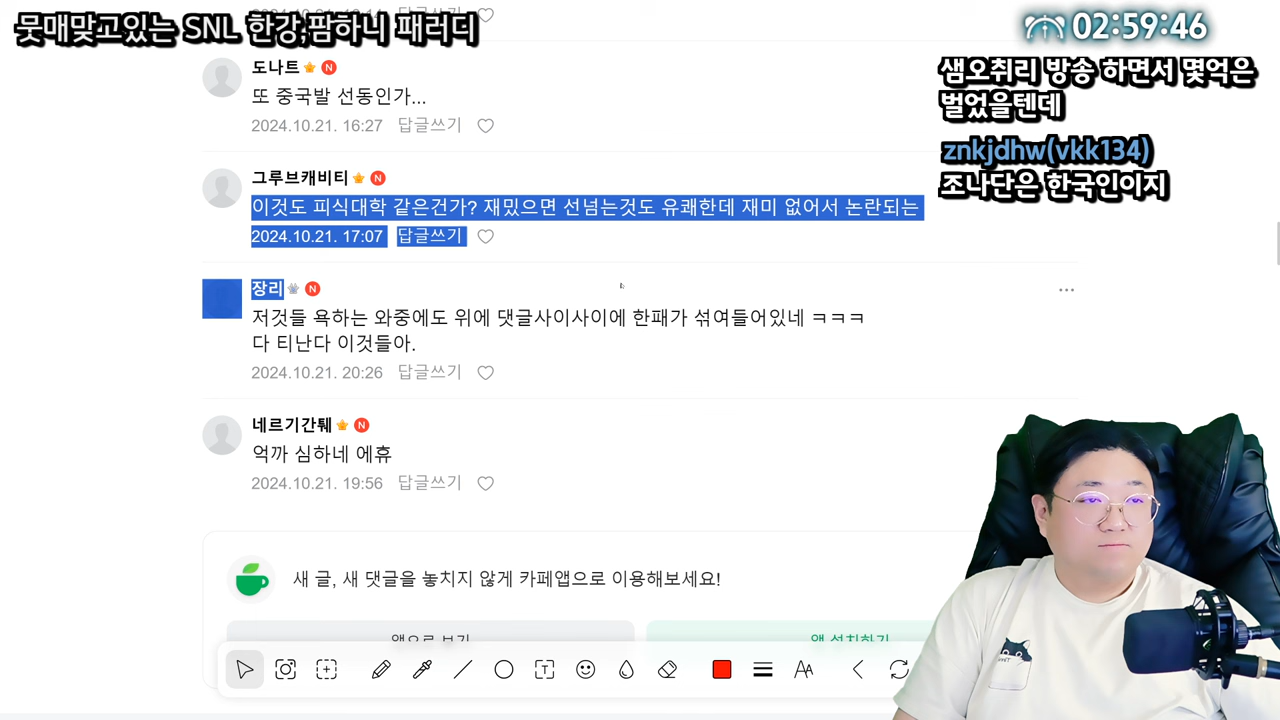 뭇매맞고있는 SNL 한강,팜하니 패러디
02:59:46
샘오취리 방송 하면서 몇억은
벌었을텐데
znkjdhw(vkk134)
조나단은 한국인이지
도나트 N
또 중국발 선동인가...
2024.10.21. 16:27 답글쓰기
그루브캐비티 N
이것도 피식대학 같은건가? 재밌으면 선넘는것도 유쾌한데 재미 없어서 논란되는
2024.10.21. 17:07 답글쓰기
장리 N
저것들 욕하는 와중에도 위에 댓글사이사이에 한패가 섞여들어있네 ㅋㅋㅋ
다 티난다 이것들아.
2024.10.21. 20:26 답글쓰기
네르기간퉤 N
억까 심하네 에휴
2024.10.21. 19:56 답글쓰기
새 글, 새 댓글을 놓치지 않게 카페앱으로 이용해보세요!
앱으로 보기
앱 설치하기